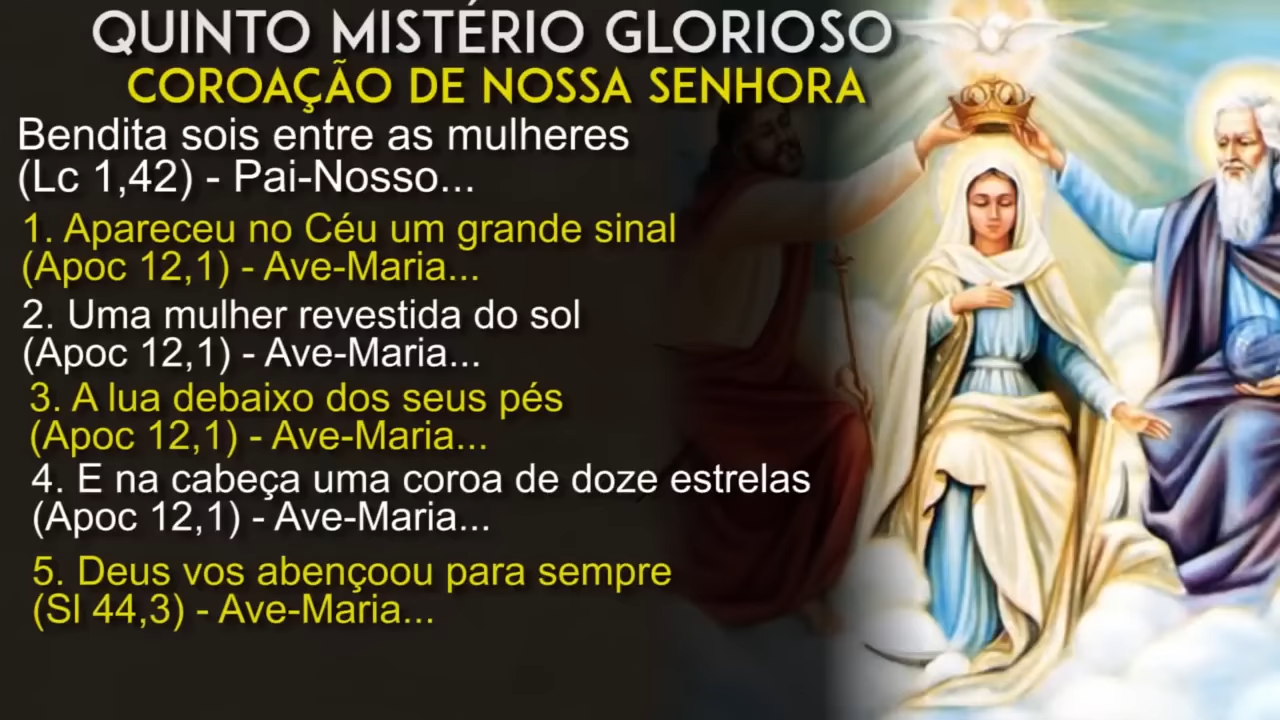 QUINTO MISTÉRIO GLORIOSO
COROAÇÃO DE NOSSA SENHORA
Bendita sois entre as mulheres
(Lc 1,42) - Pai-Nosso...
1. Apareceu no Céu um grande sinal
(Apoc 12,1) - Ave-Maria...
2. Uma mulher revestida do sol
(Apoc 12,1) - Ave-Maria...
3. A lua debaixo dos seus pés
(Apoc 12,1) - Ave-Maria...
4. E na cabeça uma coroa de doze estrelas
(Apoc 12,1) - Ave-Maria...
5. Deus vos abençoou para sempre
(Sl 44,3) - Ave-Maria...